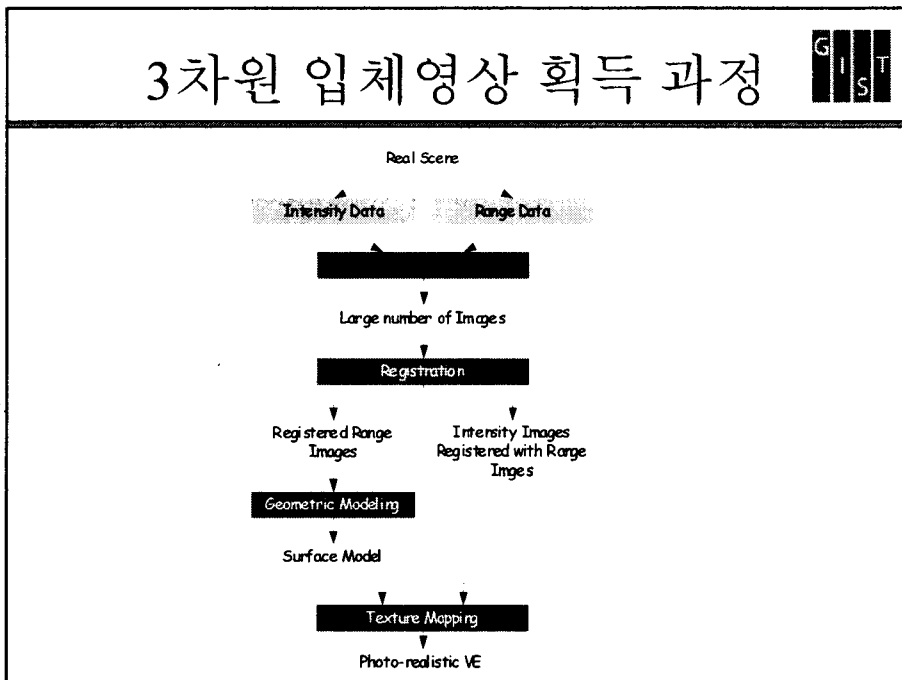 3차원 입체영상 획득 과정
GIST
Real Scene
Intensity Data
Range Data
Large number of Images
Registration
Registered Range
Images
Intensity Images
Registered with Range
Imges
Geometric Modeling
Surface Model
Texture Mapping
Photo-realistic VE